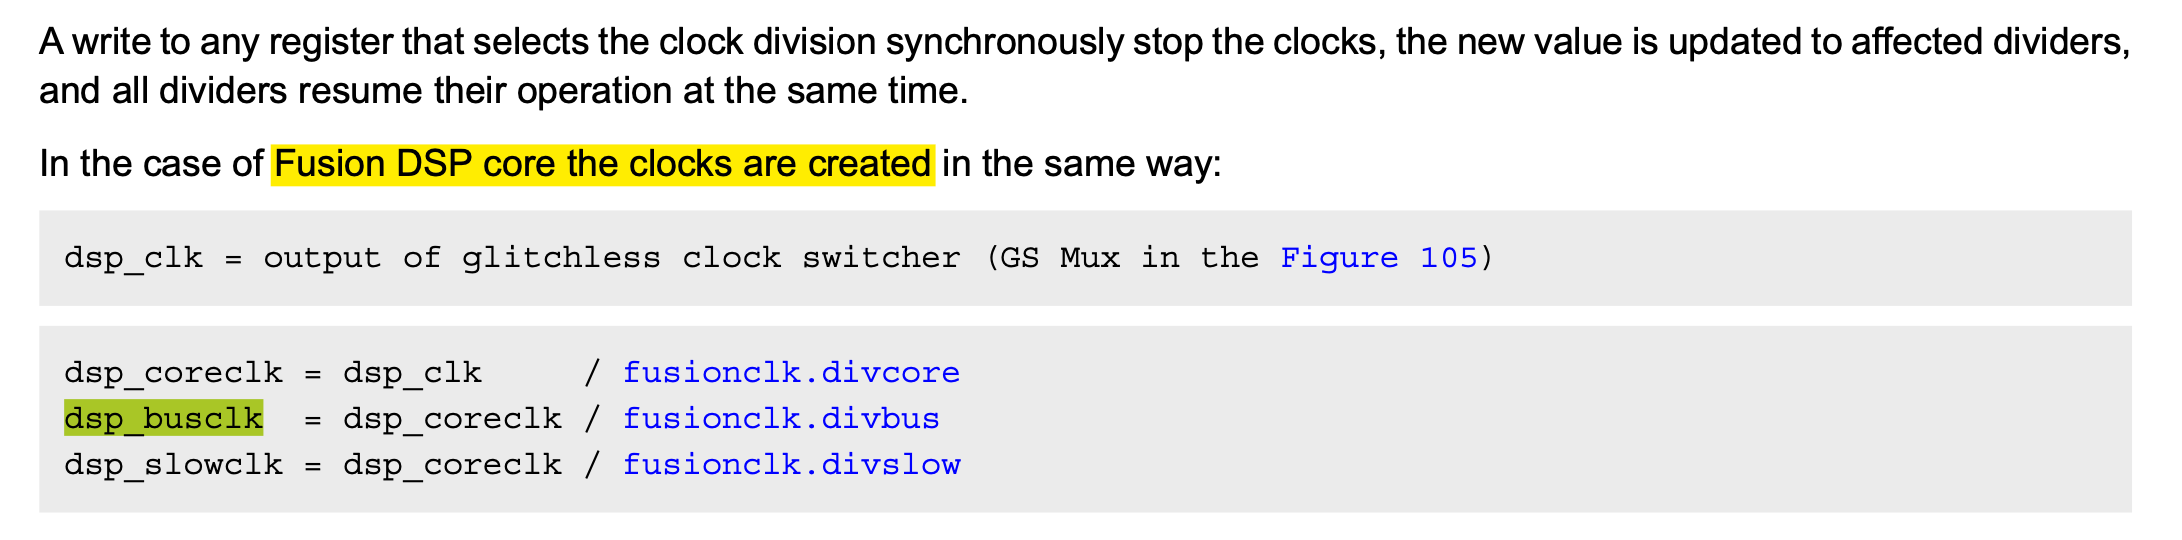 A write to any register that selects the clock division synchronously stop the clocks, the new value is updated to affected dividers,
and all dividers resume their operation at the same time.
In the case of Fusion DSP core the clocks are created in the same way:
dsp_clk = output of glitchless clock switcher (GS Mux in the Figure 105)
dsp_coreclk = dsp_clk     / fusionclk.divcore
dsp_busclk  = dsp_coreclk / fusionclk.divbus
dsp_slowclk = dsp_coreclk / fusionclk.divslow